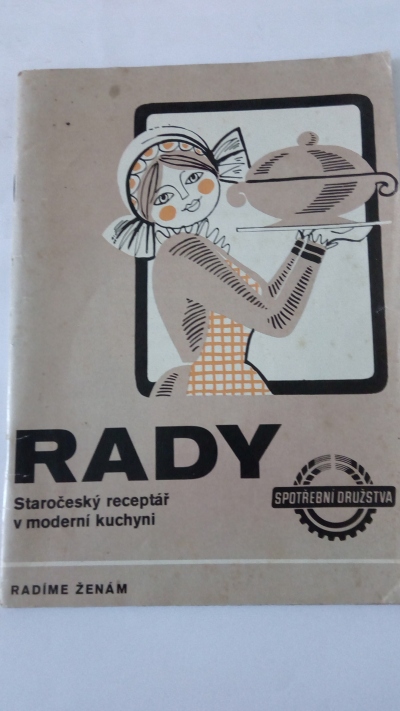 RADY
Staročeský receptář
v moderní kuchyni
SPOTŘEBNÍ DRUŽSTVA
RADÍME ŽENÁM